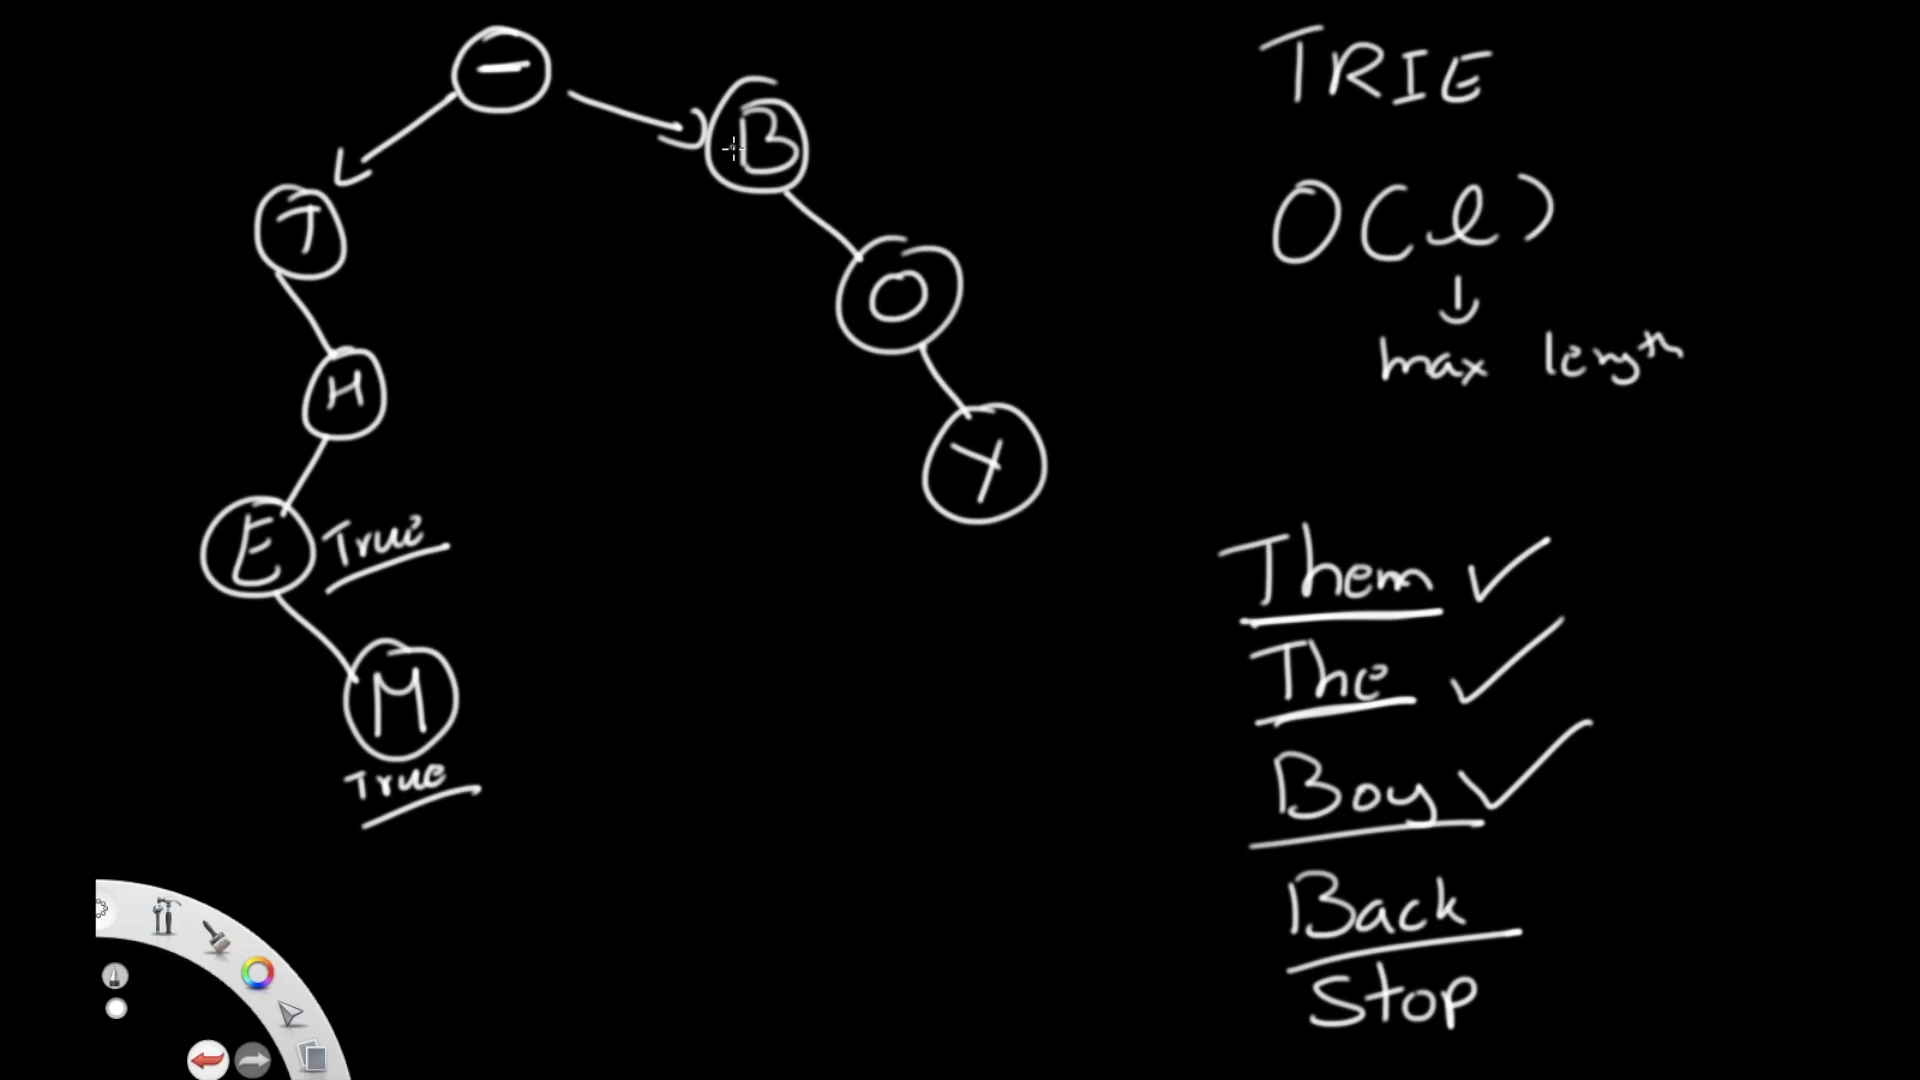 TRIE
O(l)
max length
-
T
B
H
O
E True
Y
M
True
Them
The
Boy
Back
Stop